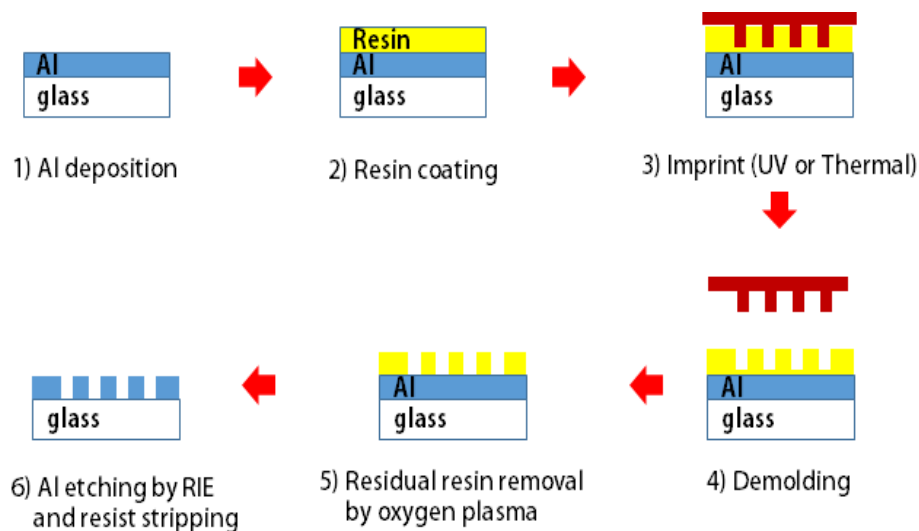 Al
glass
1) Al deposition
Resin
Al
glass
2) Resin coating
Al
glass
3) Imprint (UV or Thermal)
Al
glass
4) Demolding
Al
glass
5) Residual resin removal
by oxygen plasma
glass
6) Al etching by RIE
and resist stripping